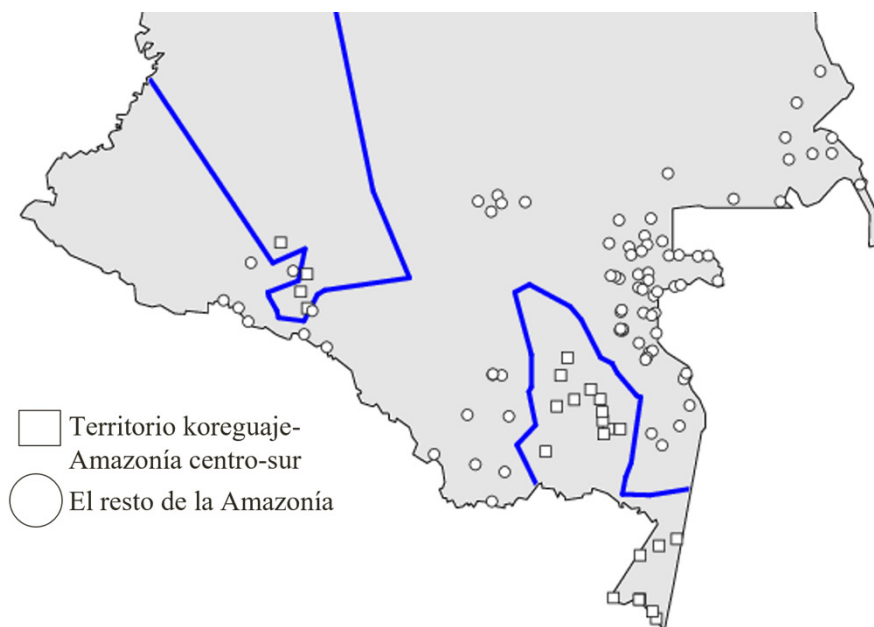 Territorio koreguaje-
Amazonía centro-sur
El resto de la Amazonía